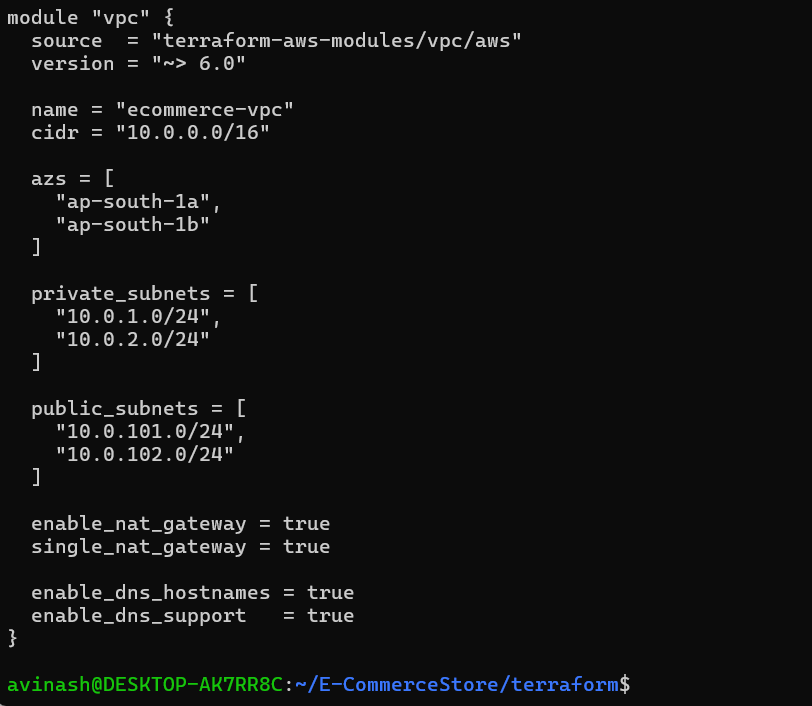 module "vpc" {
  source  = "terraform-aws-modules/vpc/aws"
  version = "~> 6.0"

  name = "ecommerce-vpc"
  cidr = "10.0.0.0/16"

  azs = [
    "ap-south-1a",
    "ap-south-1b"
  ]

  private_subnets = [
    "10.0.1.0/24",
    "10.0.2.0/24"
  ]

  public_subnets = [
    "10.0.101.0/24",
    "10.0.102.0/24"
  ]

  enable_nat_gateway = true
  single_nat_gateway = true

  enable_dns_hostnames = true
  enable_dns_support   = true
}

avinash@DESKTOP-AK7RR8C:~/E-CommerceStore/terraform$